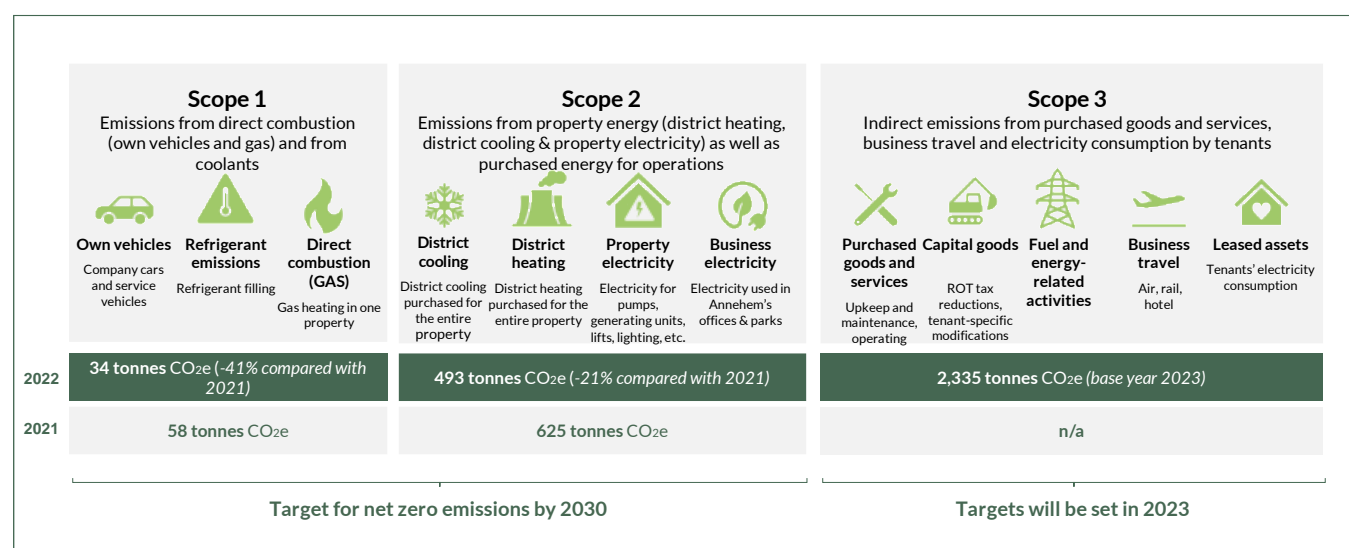 Scope 1
Emissions from direct combustion
(own vehicles and gas) and from
coolants
Own vehicles
Company cars
and service
vehicles
Refrigerant
emissions
Refrigerant filling
Direct
combustion
(GAS)
Gas heating in one
property
Scope 2
Emissions from property energy (district heating,
district cooling & property electricity) as well as
purchased energy for operations
District
cooling
District cooling
purchased for
the entire
property
District
heating
District heating
purchased for the
entire property
Property
electricity
Electricity for
pumps,
generating units,
lifts, lighting, etc.
Business
electricity
Electricity used in
Annehem's
offices & parks
Scope 3
Indirect emissions from purchased goods and services,
business travel and electricity consumption by tenants
Purchased
goods and
services
Upkeep and
maintenance,
operating
Capital goods
ROT tax
reductions,
tenant-specific
modifications
Fuel and
energy-
related
activities
Business
travel
Air, rail,
hotel
Leased assets
Tenants' electricity
consumption
2022
34 tonnes CO2e (-41% compared with
2021)
493 tonnes CO2e (-21% compared with 2021)
2,335 tonnes CO2e (base year 2023)
2021
58 tonnes CO2e
625 tonnes CO2e
n/a
Target for net zero emissions by 2030
Targets will be set in 2023